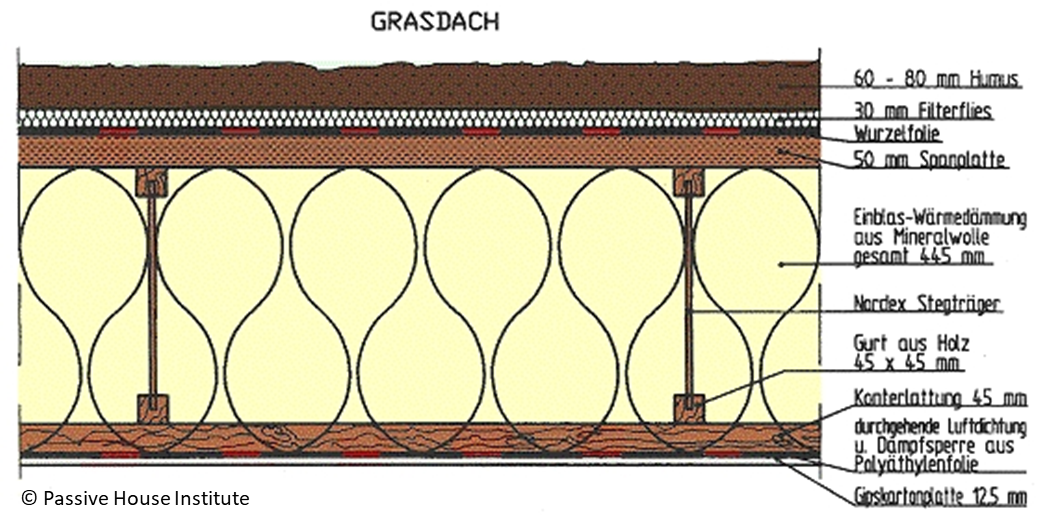 GRASDACH
60 - 80 mm Humus
30 mm Filterflies
Wurzelfolie
50 mm Spanplatte
Einblas-Wärmedämmung
aus Mineralwolle
gesamt 445 mm
Nordex Stegträger
Gurt aus Holz
45 x 45 mm
Konterlattung 45 mm
durchgehende Luftdichtung
u. Dampfsperre aus
Polyäthylenfolie
Gipskartonplatte 12.5 mm
© Passive House Institute